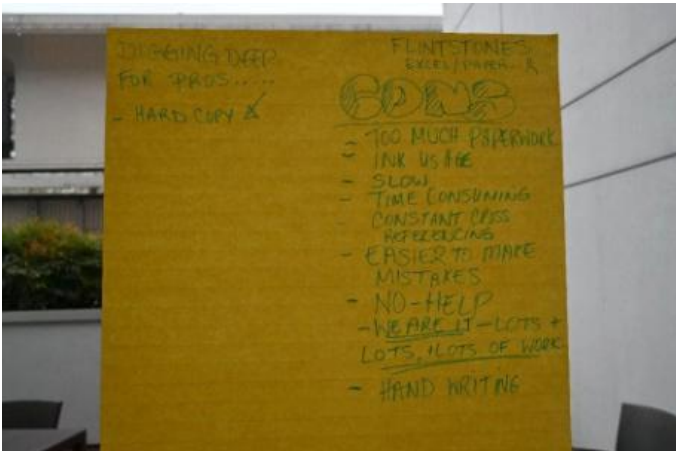 DIGGING DEEP
FOR PROS.....
- HARD COPY
FLINTSTONES
EXCEL/PAPER
CONS
- TOO MUCH PAPERWORK
- INK USAGE
- SLOW
- TIME CONSUMING
- CONSTANT CROSS
REFERENCING
- EASIER TO MAKE
MISTAKES
- NO-HELP
- WE ARE IT - LOTS +
LOTS, + LOTS OF WORK
- HAND WRITING